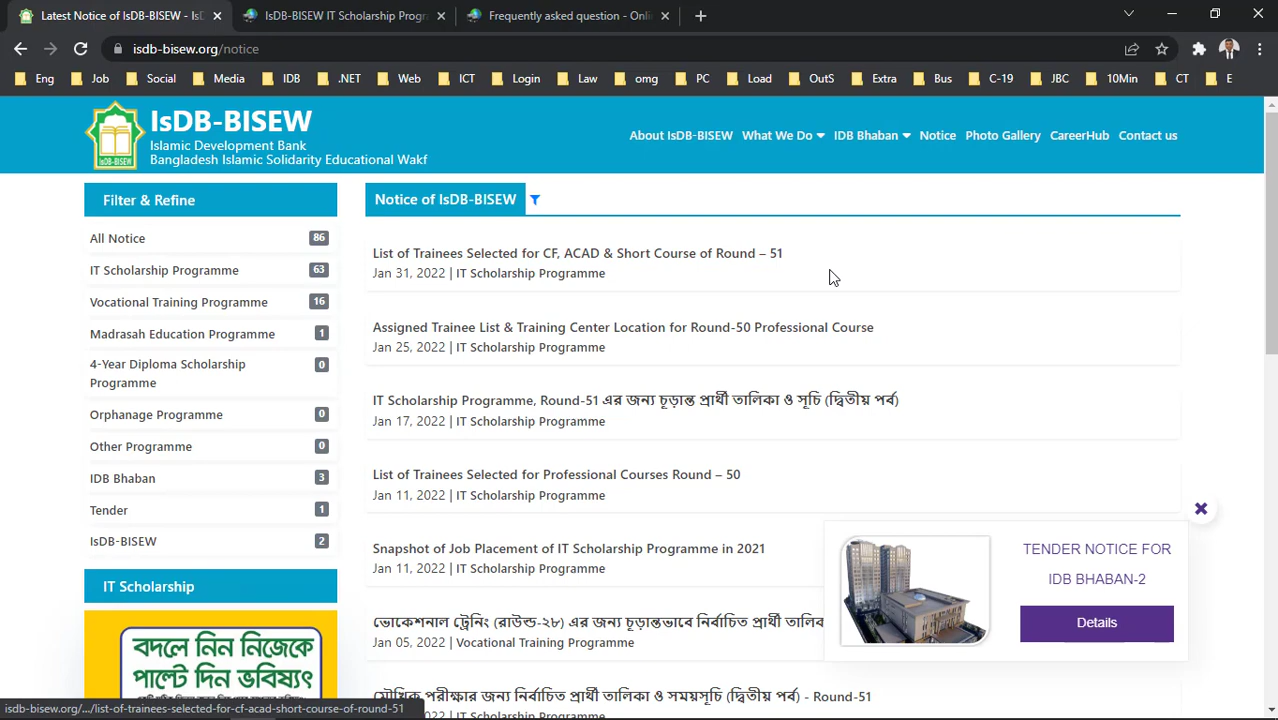 Latest Notice of IsDB-BISEW - IsD
IsDB-BISEW IT Scholarship Progra
Frequently asked question - Onlin
isdb-bisew.org/notice
Eng
Job
Social
Media
IDB
.NET
Web
ICT
Login
Law
omg
PC
Load
OutS
Extra
Bus
C-19
JBC
10Min
CT
E
IsDB-BISEW
Islamic Development Bank
Bangladesh Islamic Solidarity Educational Wakf
About IsDB-BISEW
What We Do
IDB Bhaban
Notice
Photo Gallery
CareerHub
Contact us
Filter & Refine
All Notice 86
IT Scholarship Programme 63
Vocational Training Programme 16
Madrasah Education Programme 1
4-Year Diploma Scholarship
Programme 0
Orphanage Programme 0
Other Programme 0
IDB Bhaban 3
Tender 1
IsDB-BISEW 2
IT Scholarship
বদলে নিন নিজেকে
পাল্টে দিন ভবিষ্যৎ
Notice of IsDB-BISEW
List of Trainees Selected for CF, ACAD & Short Course of Round – 51
Jan 31, 2022 | IT Scholarship Programme
Assigned Trainee List & Training Center Location for Round-50 Professional Course
Jan 25, 2022 | IT Scholarship Programme
IT Scholarship Programme, Round-51 এর জন্য চূড়ান্ত প্রার্থী তালিকা ও সূচি (দ্বিতীয় পর্ব)
Jan 17, 2022 | IT Scholarship Programme
List of Trainees Selected for Professional Courses Round – 50
Jan 11, 2022 | IT Scholarship Programme
Snapshot of Job Placement of IT Scholarship Programme in 2021
Jan 11, 2022 | IT Scholarship Programme
ভোকেশনাল ট্রেনিং (রাউন্ড-২৮) এর জন্য চূড়ান্তভাবে নির্বাচিত প্রার্থী তালিক
Jan 05, 2022 | Vocational Training Programme
মৌখিক পরীক্ষার জন্য নির্বাচিত প্রার্থী তালিকা ও সময়সূচি (দ্বিতীয় পর্ব) - Round-51
2022 | IT Scholarship Programme
TENDER NOTICE FOR
IDB BHABAN-2
Details
isdb-bisew.org/.../list-of-trainees-selected-for-cf-acad-short-course-of-round-51